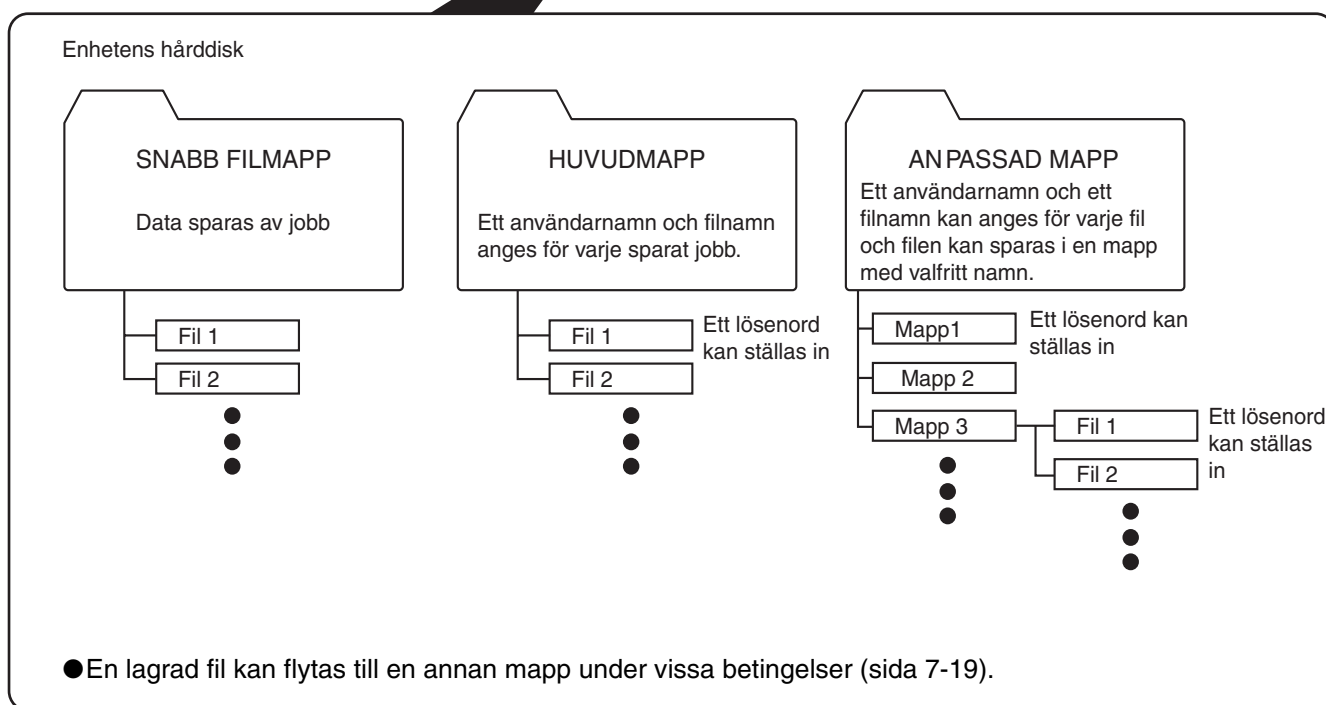 Enhetens hårddisk
SNABB FILMAPP
Data sparas av jobb
Fil 1
Fil 2
HUVUDMAPP
Ett användarnamn och filnamn
anges för varje sparat jobb.
Fil 1
Ett lösenord
kan ställas in
Fil 2
ANPASSAD MAPP
Ett användarnamn och ett
filnamn kan anges för varje fil
och filen kan sparas i en mapp
med valfritt namn.
Mapp1
Ett lösenord kan
ställas in
Mapp 2
Mapp 3
Fil 1
Ett lösenord
kan ställas
in
Fil 2
●En lagrad fil kan flytas till en annan mapp under vissa betingelser (sida 7-19).